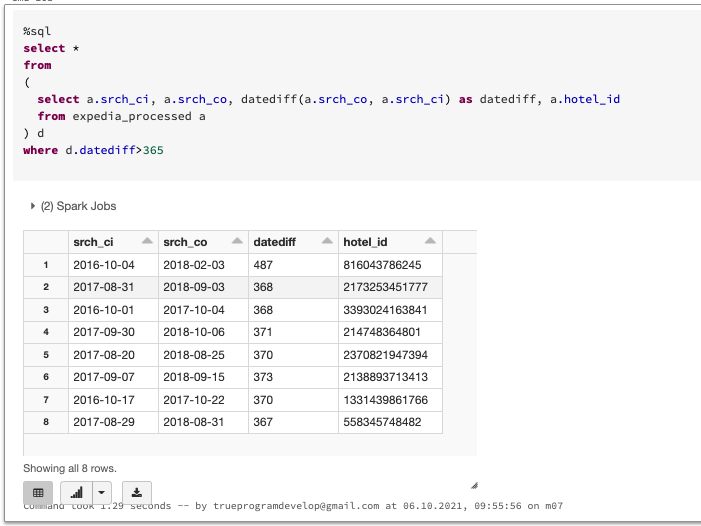 %sql
select *
from
(
select a.srch_ci, a.srch_co, datediff(a.srch_co, a.srch_ci) as datediff, a.hotel_id
from expedia_processed a
) d
where d.datediff>365
(2) Spark Jobs
srch_ci srch_co datediff hotel_id
1 2016-10-04 2018-02-03 487 816043786245
2 2017-08-31 2018-09-03 368 2173253451777
3 2016-10-01 2017-10-04 368 3393024163841
4 2017-09-30 2018-10-06 371 214748364801
5 2017-08-20 2018-08-25 370 2370821947394
6 2017-09-07 2018-09-15 373 2138893713413
7 2016-10-17 2017-10-22 370 1331439861766
8 2017-08-29 2018-08-31 367 558345748482
Showing all 8 rows.
Command took 1.29 seconds -- by trueprogramdevelop@gmail.com at 06.10.2021, 09:55:56 on m07